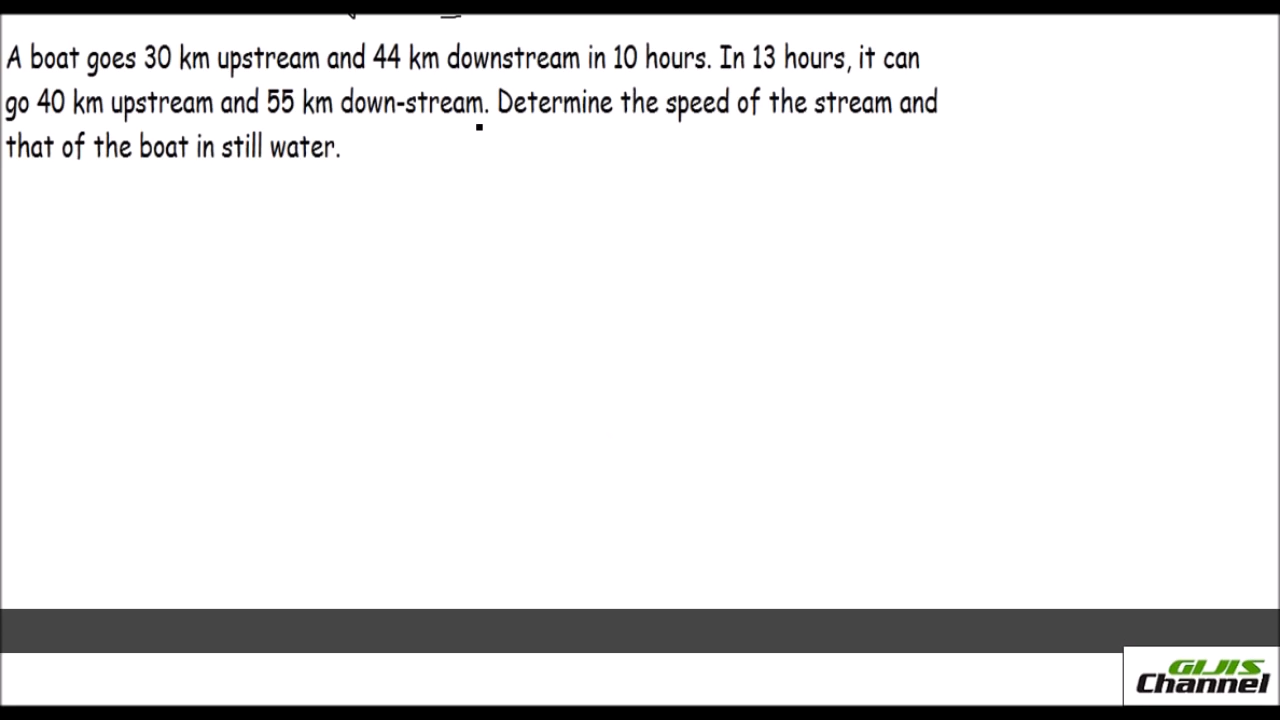 A boat goes 30 km upstream and 44 km downstream in 10 hours. In 13 hours, it can
go 40 km upstream and 55 km down-stream. Determine the speed of the stream and
that of the boat in still water.
GIJIS
Channel